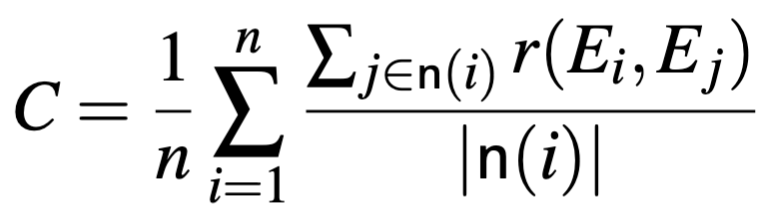 C = \frac{1}{n} \sum_{i=1}^{n} \frac{\sum_{j \in \mathsf{n}(i)} r(E_i, E_j)}{|\mathsf{n}(i)|}